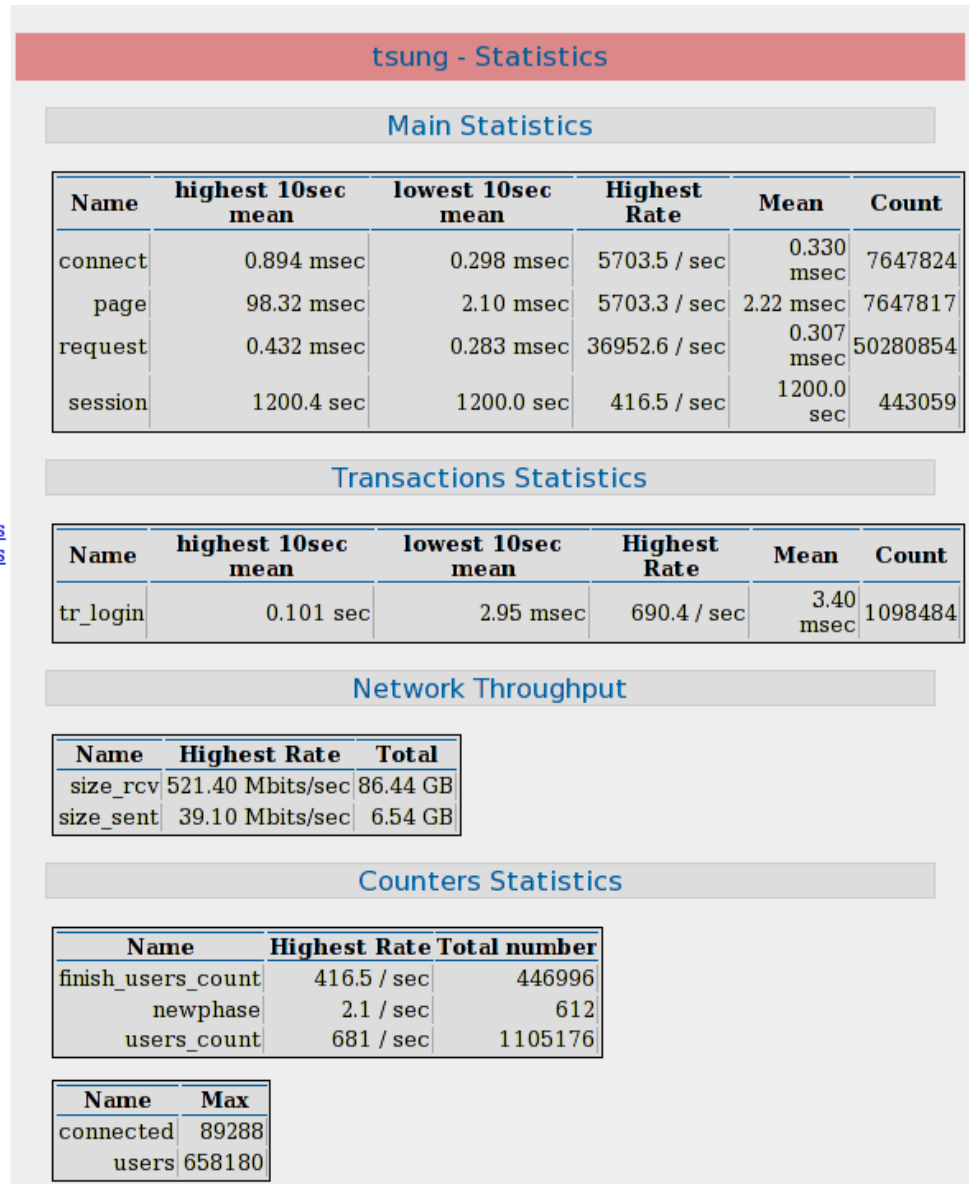 tsung - Statistics
Main Statistics
Name highest 10sec mean lowest 10sec mean Highest Rate Mean Count
connect 0.894 msec 0.298 msec 5703.5 / sec 0.330 msec 7647824
page 98.32 msec 2.10 msec 5703.3 / sec 2.22 msec 7647817
request 0.432 msec 0.283 msec 36952.6 / sec 0.307 msec 50280854
session 1200.4 sec 1200.0 sec 416.5 / sec 1200.0 sec 443059
Transactions Statistics
s
s
Name highest 10sec mean lowest 10sec mean Highest Rate Mean Count
tr_login 0.101 sec 2.95 msec 690.4 / sec 3.40 msec 1098484
Network Throughput
Name Highest Rate Total
size_rcv 521.40 Mbits/sec 86.44 GB
size_sent 39.10 Mbits/sec 6.54 GB
Counters Statistics
Name Highest Rate Total number
finish_users_count 416.5 / sec 446996
newphase 2.1 / sec 612
users_count 681 / sec 1105176
Name Max
connected 89288
users 658180